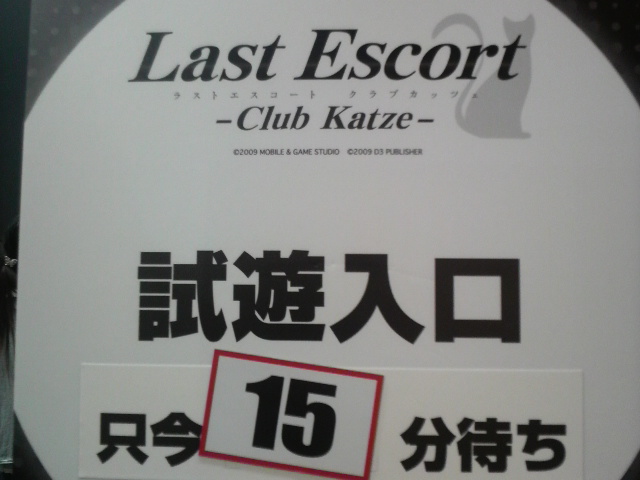 Last Escort
ラストエスコート クラブカッツェ
-Club Katze-
©2009 MOBILE & GAME STUDIO ©2009 D3 PUBLISHER
試遊入口
只今 15 分待ち